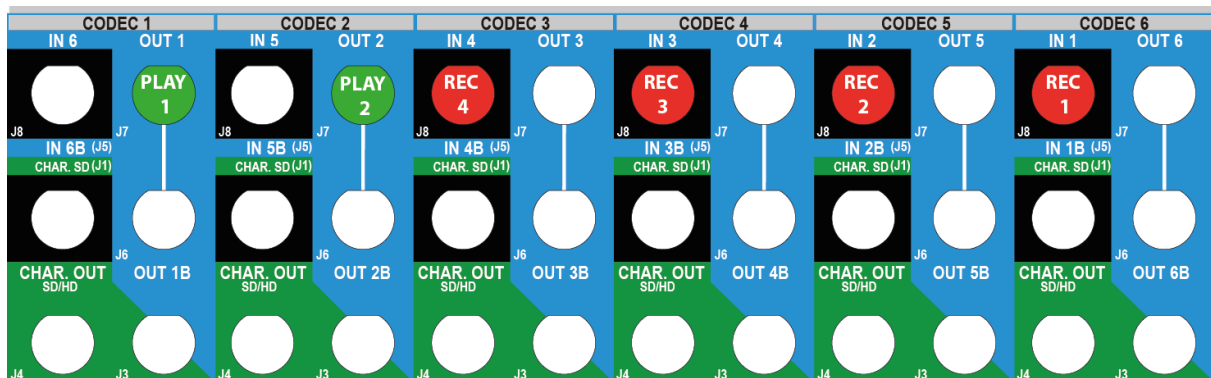 CODEC 1 CODEC 2 CODEC 3 CODEC 4 CODEC 5 CODEC 6
IN 6 OUT 1 IN 5 OUT 2 IN 4 OUT 3 IN 3 OUT 4 IN 2 OUT 5 IN 1 OUT 6
PLAY PLAY REC REC REC REC
1 2 4 3 2 1
J8 J7 J8 J7 J8 J7 J8 J7 J8 J7 J8 J7
IN 6B (J5) IN 5B (J5) IN 4B (J5) IN 3B (J5) IN 2B (J5) IN 1B (J5)
CHAR. SD (J1) CHAR. SD (J1) CHAR. SD (J1) CHAR. SD (J1) CHAR. SD (J1) CHAR. SD (J1)
J6 J6 J6 J6 J6 J6
CHAR. OUT OUT 1B CHAR. OUT OUT 2B CHAR. OUT OUT 3B CHAR. OUT OUT 4B CHAR. OUT OUT 5B CHAR. OUT OUT 6B
SD/HD SD/HD SD/HD SD/HD SD/HD SD/HD
J4 J3 J4 J3 J4 J3 J4 J3 J4 J3 J4 J3